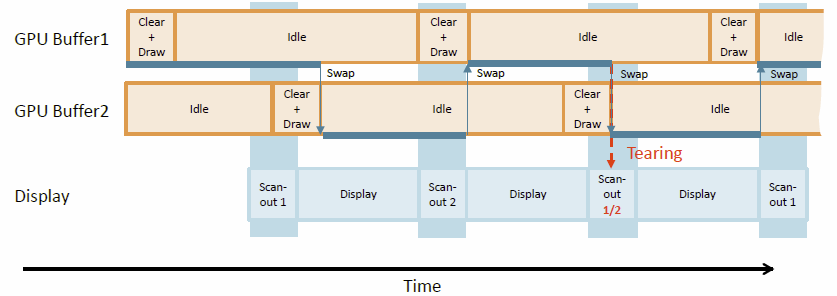 GPU Buffer1
Clear
+
Draw
Idle
Clear
+
Draw
Idle
Clear
+
Draw
Idle
Swap
Swap
Swap
Swap
GPU Buffer2
Idle
Clear
+
Draw
Idle
Clear
+
Draw
Idle
Tearing
Display
Scan-
out 1
Display
Scan-
out 2
Display
Scan-
out
1/2
Display
Scan-
out 1
Time